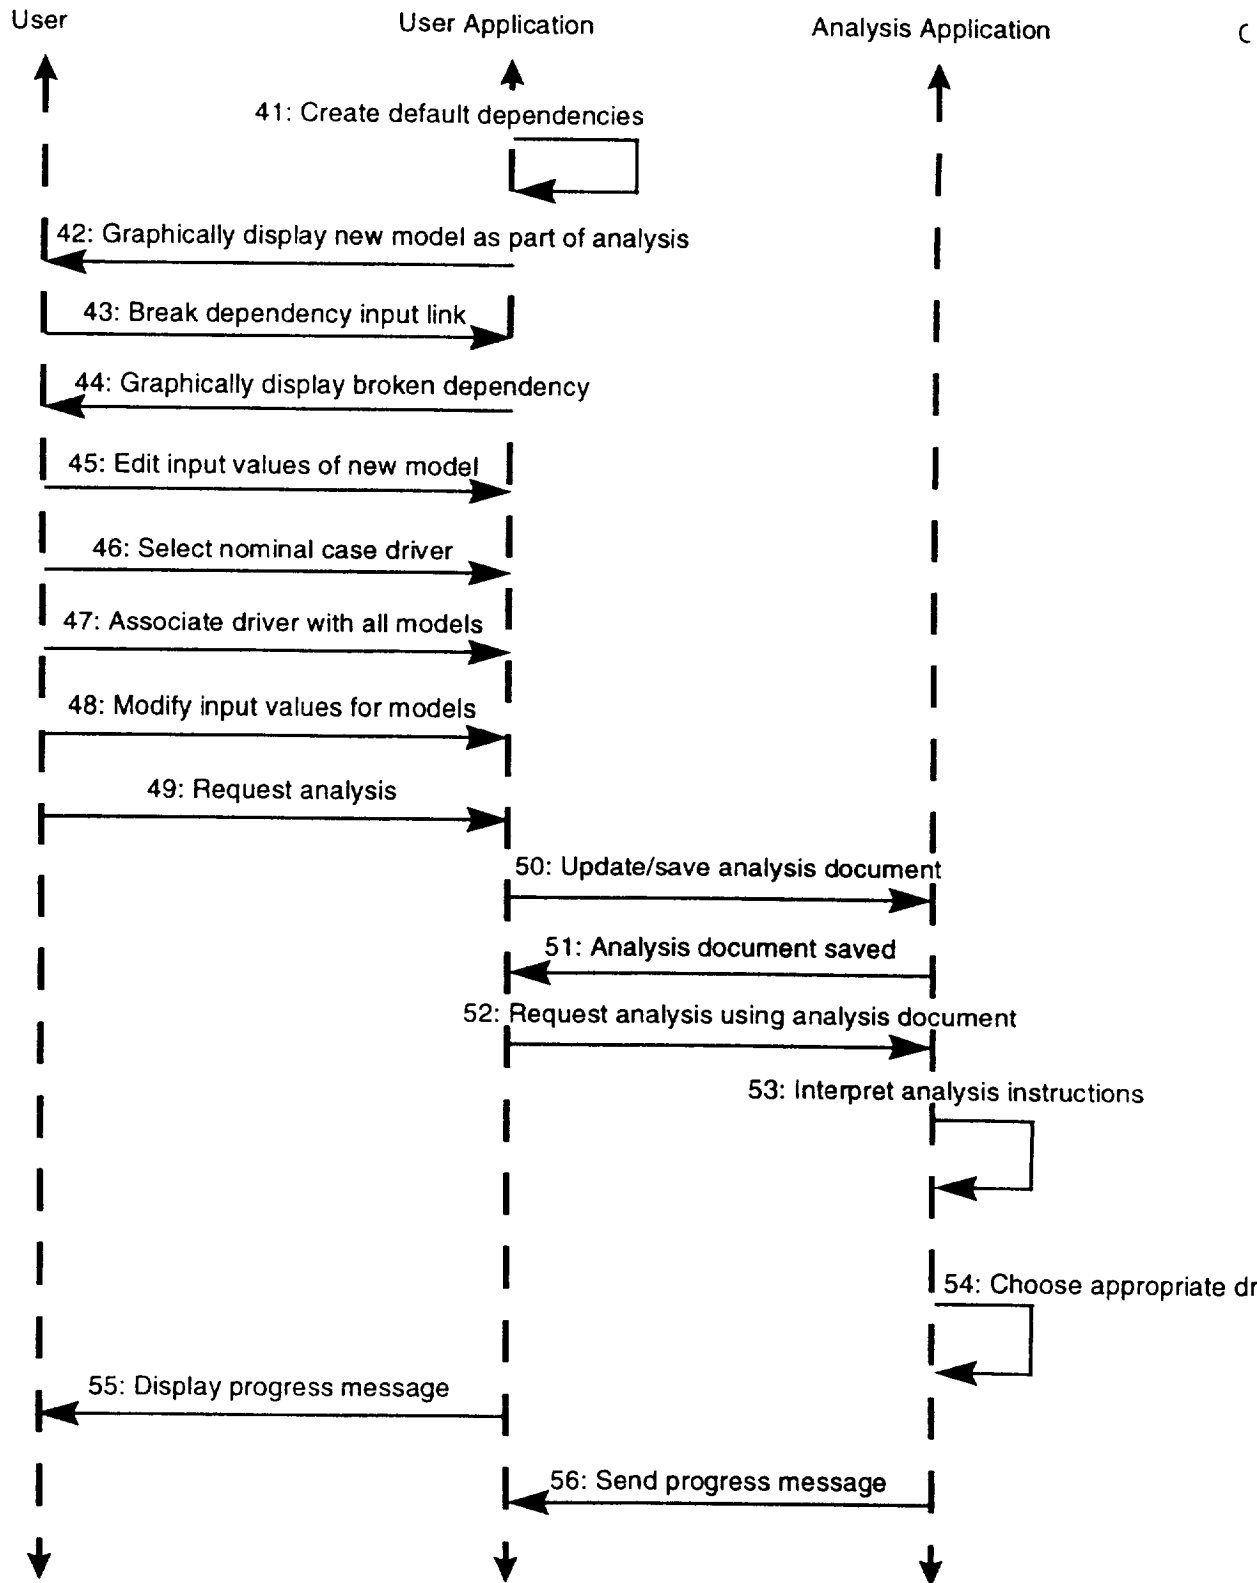 User
User Application
Analysis Application
C
41: Create default dependencies
42: Graphically display new model as part of analysis
43: Break dependency input link
44: Graphically display broken dependency
45: Edit input values of new model
46: Select nominal case driver
47: Associate driver with all models
48: Modify input values for models
49: Request analysis
50: Update/save analysis document
51: Analysis document saved
52: Request analysis using analysis document
53: Interpret analysis instructions
54: Choose appropriate dr
55: Display progress message
56: Send progress message